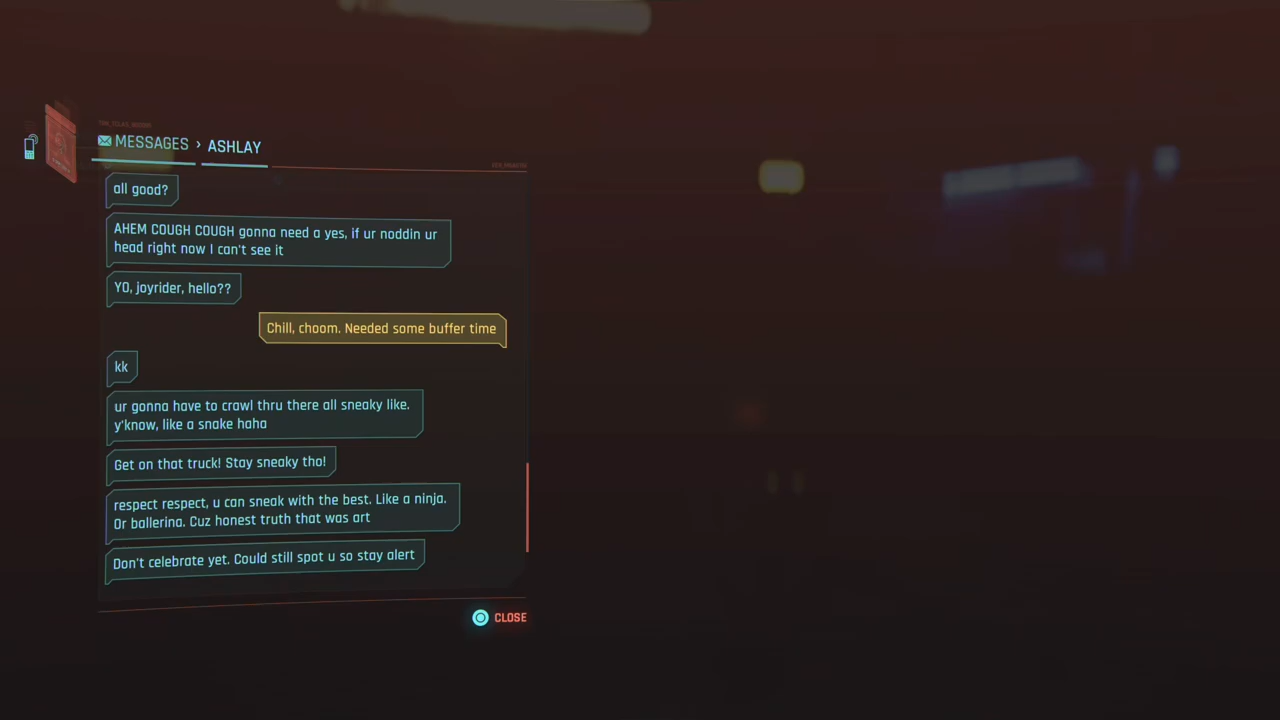 MESSAGES › ASHLAY
all good?
AHEM COUGH COUGH gonna need a yes, if ur noddin ur
head right now I can't see it
YO, joyrider, hello??
Chill, choom. Needed some buffer time
kk
ur gonna have to crawl thru there all sneaky like.
y'know, like a snake haha
Get on that truck! Stay sneaky tho!
respect respect, u can sneak with the best. Like a ninja.
Or ballerina. Cuz honest truth that was art
Don't celebrate yet. Could still spot u so stay alert
CLOSE